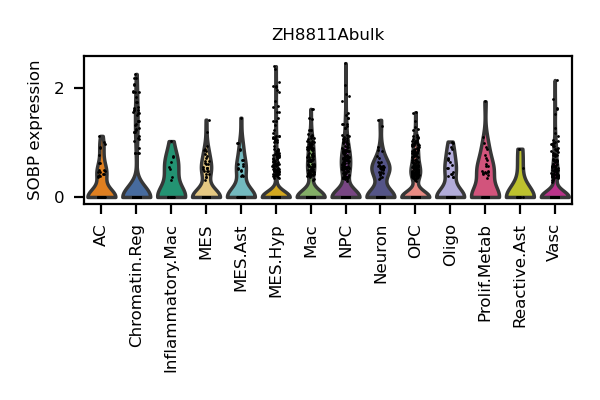 ZH8811Abulk
SOBP expression
2
0
AC
Chromatin.Reg
Inflammatory.Mac
MES
MES.Ast
MES.Hyp
Mac
NPC
Neuron
OPC
Oligo
Prolif.Metab
Reactive.Ast
Vasc